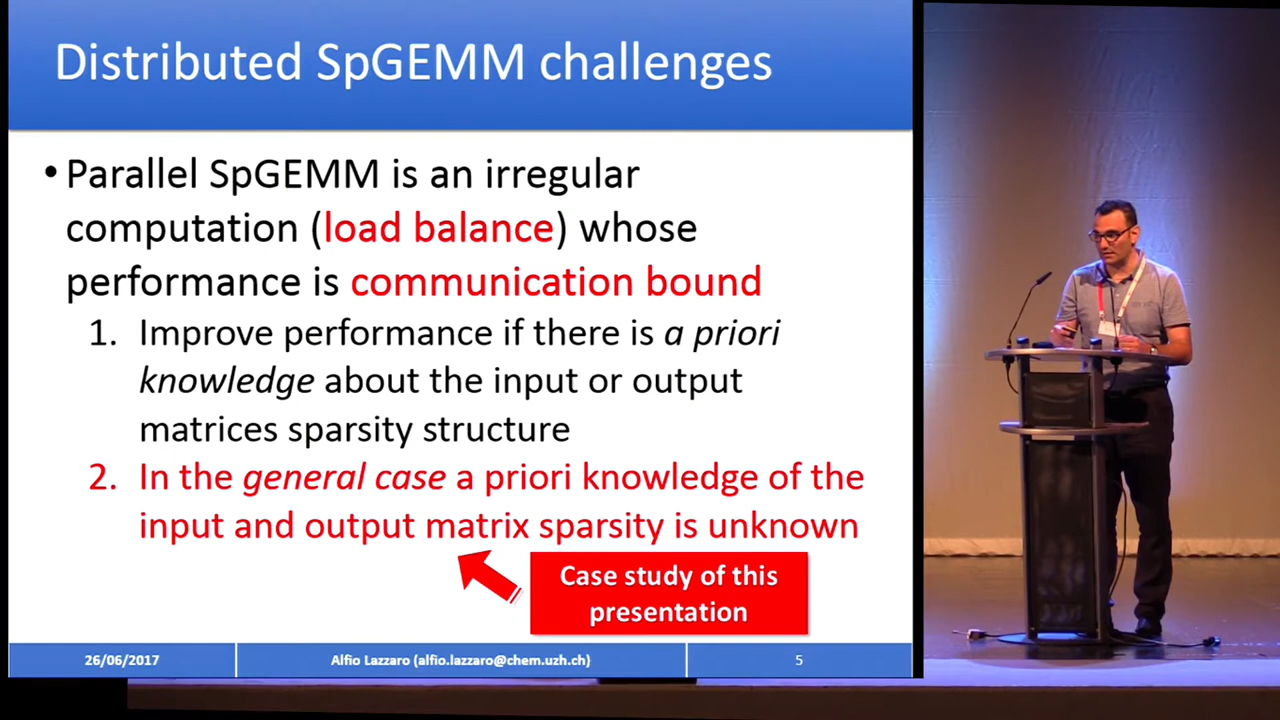 Distributed SpGEMM challenges
• Parallel SpGEMM is an irregular
computation (load balance) whose
performance is communication bound
1. Improve performance if there is a priori
knowledge about the input or output
matrices sparsity structure
2. In the general case a priori knowledge of the
input and output matrix sparsity is unknown
Case study of this
presentation
26/06/2017
Alfio Lazzaro (alfio.lazzaro@chem.uzh.ch)
5